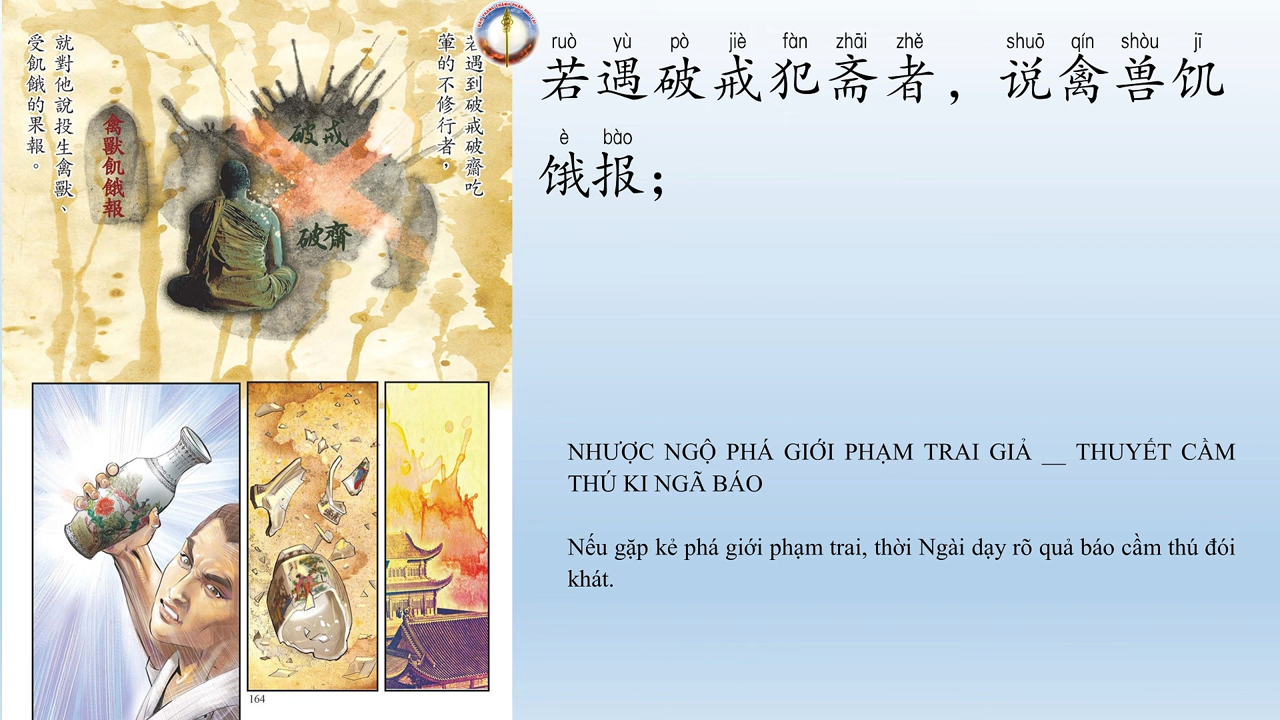 若遇到破戒破齋吃
葷的不修行者，
就對他說投生禽獸、
受飢餓的果報。
破戒
破齋
禽獸飢餓報
164
ruò yù pò jiè fàn zhāi zhě shuō qín shòu jī
若遇破戒犯斋者，说禽兽饥
è bào
饿报；
NHƯỢC NGỘ PHÁ GIỚI PHẠM TRAI GIẢ __ THUYẾT CẦM
THÚ KI NGÃ BÁO
Nếu gặp kẻ phá giới phạm trai, thời Ngài dạy rõ quả báo cầm thú đói
khát.